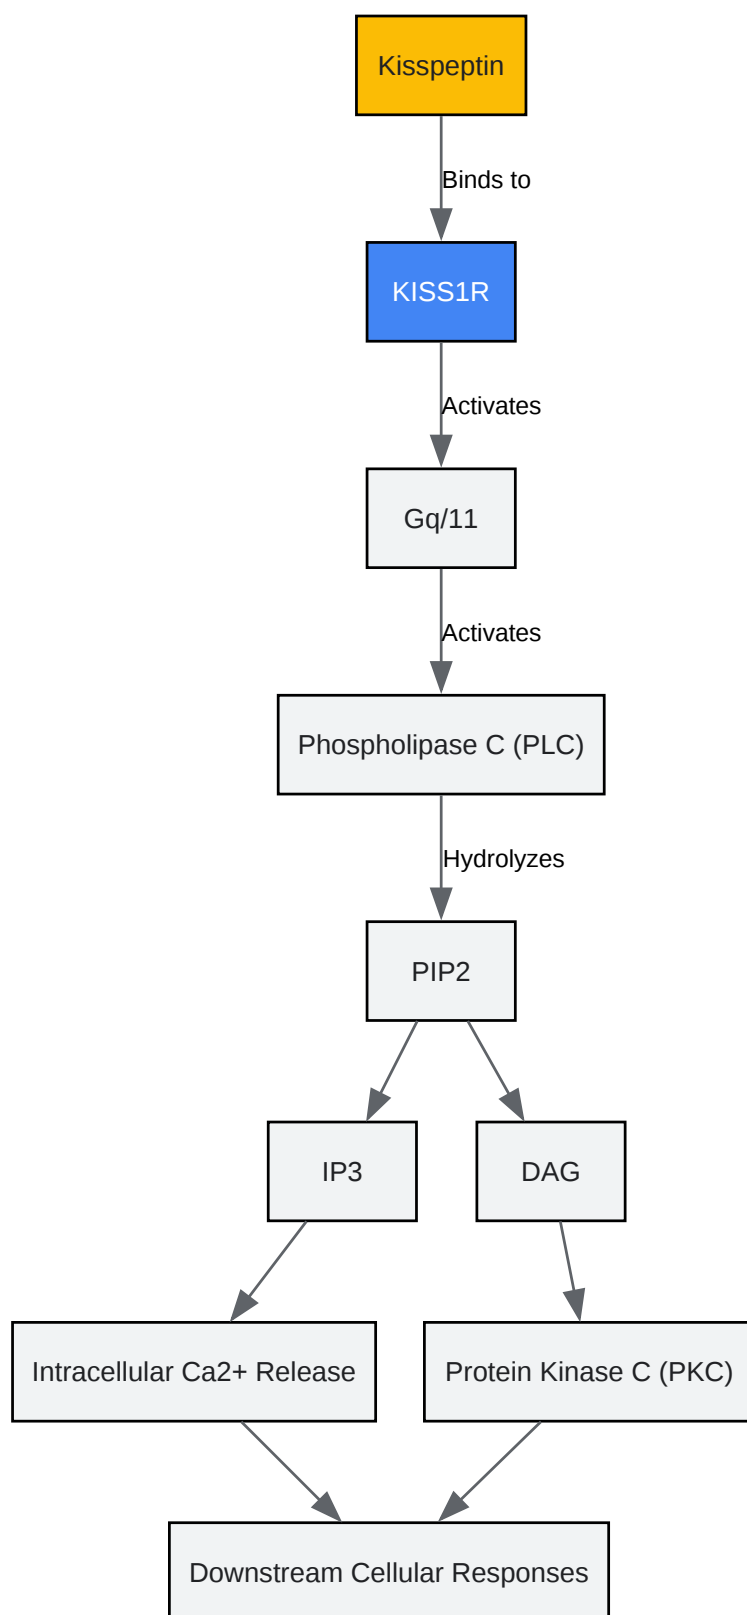 Kisspeptin
Binds to
KISS1R
Activates
Gq/11
Activates
Phospholipase C (PLC)
Hydrolyzes
PIP2
IP3
DAG
Intracellular Ca2+ Release
Protein Kinase C (PKC)
Downstream Cellular Responses